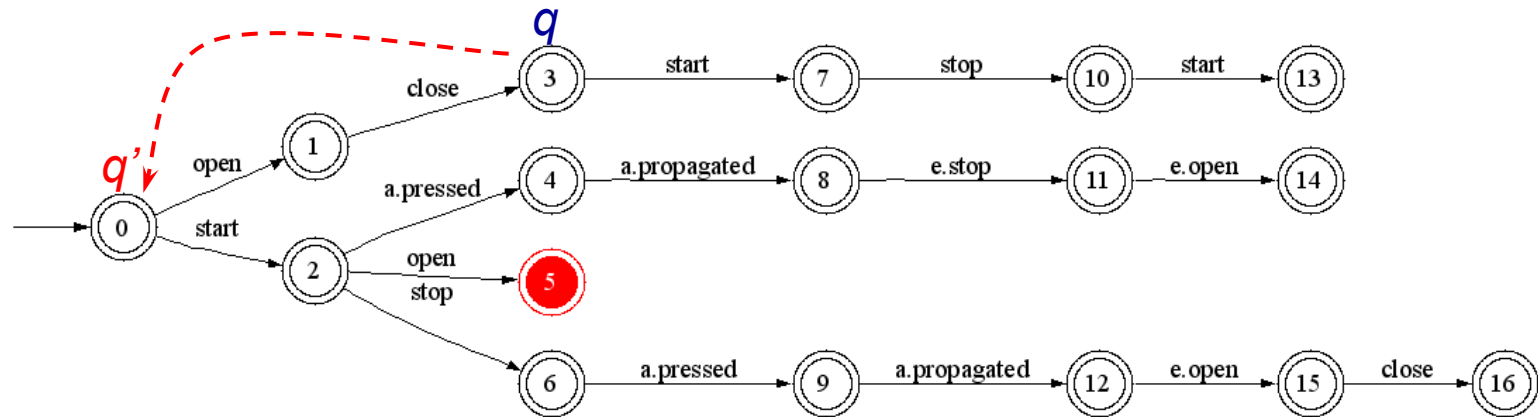 q
3 start 7 stop 10 start 13
close
1
q’ open
4 a.propagated 8 e.stop 11 e.open 14
a.pressed
0
start
2 open 5
stop
6 a.pressed 9 a.propagated 12 e.open 15 close 16